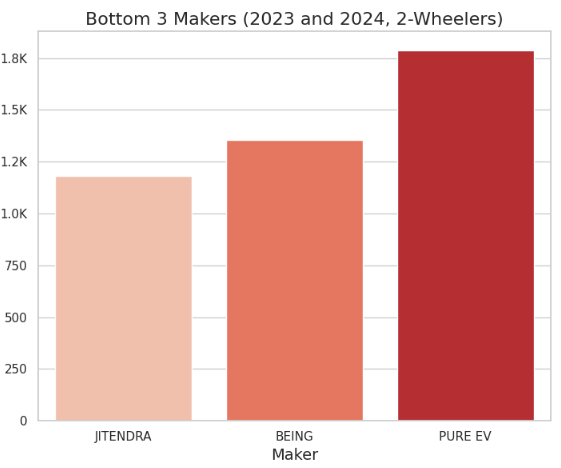 Bottom 3 Makers (2023 and 2024, 2-Wheelers)
1.8K
1.5K
1.2K
1.0K
750
500
250
0
JITENDRA BEING PURE EV
Maker